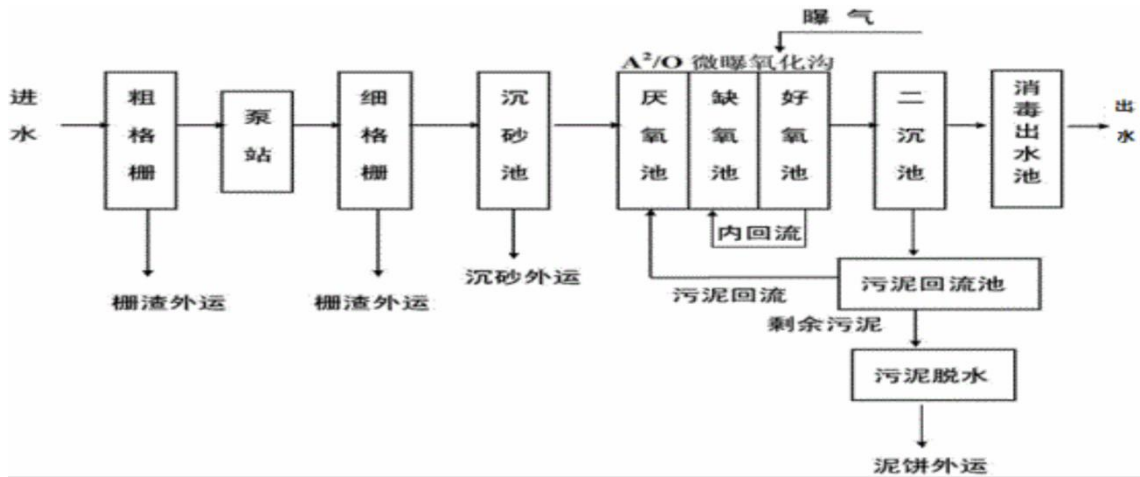 曝 气
A²/O 微曝氧化沟
进水
粗格栅
泵站
细格栅
沉砂池
厌氧池
缺氧池
好氧池
二沉池
消毒出水池
出水
内回流
栅渣外运
栅渣外运
沉砂外运
污泥回流
污泥回流池
剩余污泥
污泥脱水
泥饼外运